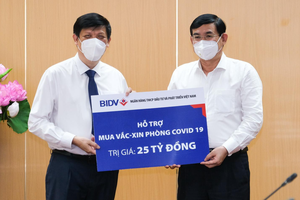 BIDV NGÂN HÀNG TMCP ĐẦU TƯ VÀ PHÁT TRIỂN VIỆT NAM
HỖ TRỢ
MUA VẮC-XIN PHÒNG COVID 19
TRỊ GIÁ: 25 TỶ ĐỒNG